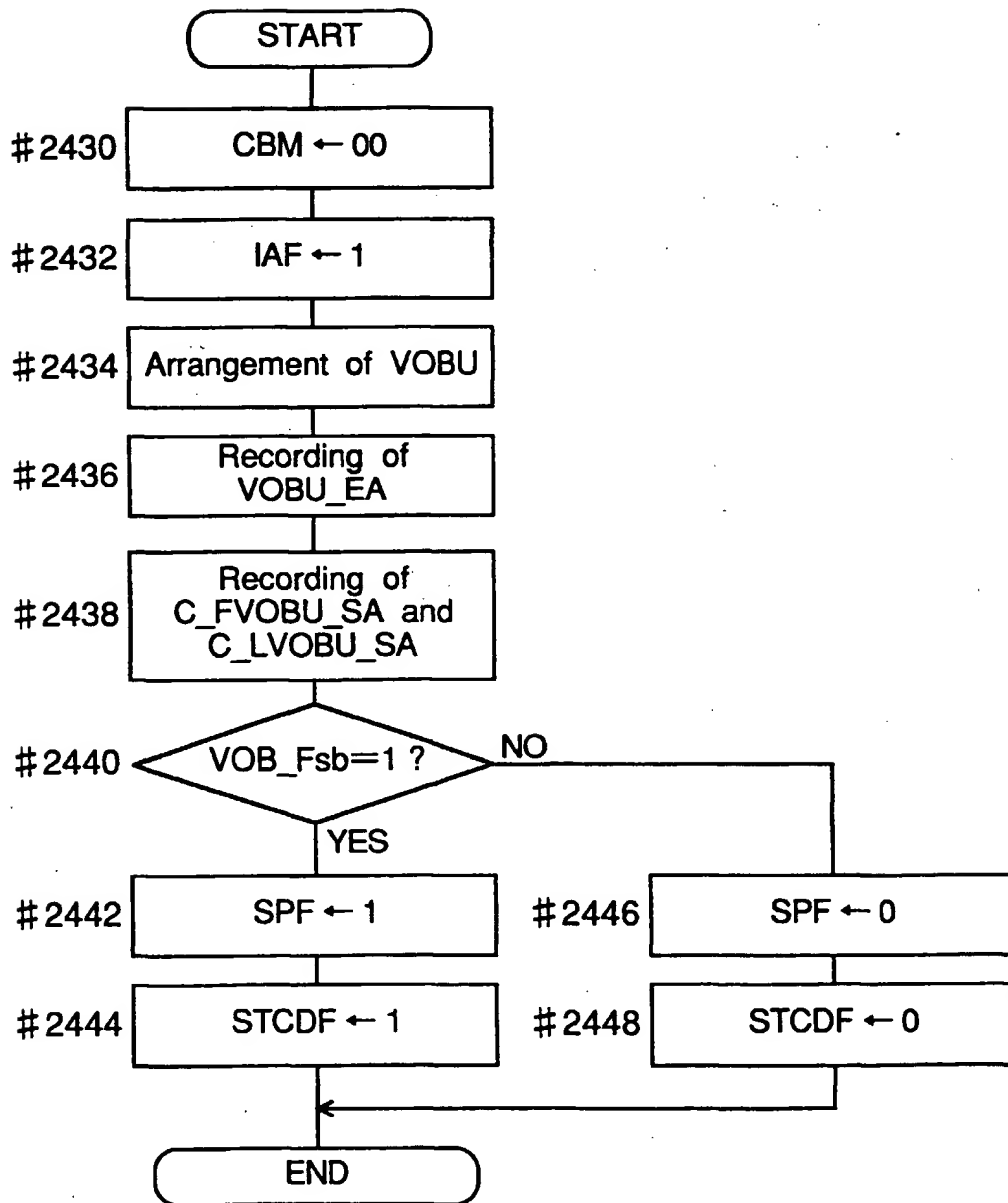 START
#2430
CBM ← 00
#2432
IAF ← 1
#2434
Arrangement of VOBU
#2436
Recording of
VOBU_EA
#2438
Recording of
C_FVOBU_SA and
C_LVOBU_SA
#2440
VOB_Fsb=1 ?
NO
YES
#2442
SPF ← 1
#2446
SPF ← 0
#2444
STCDF ← 1
#2448
STCDF ← 0
END